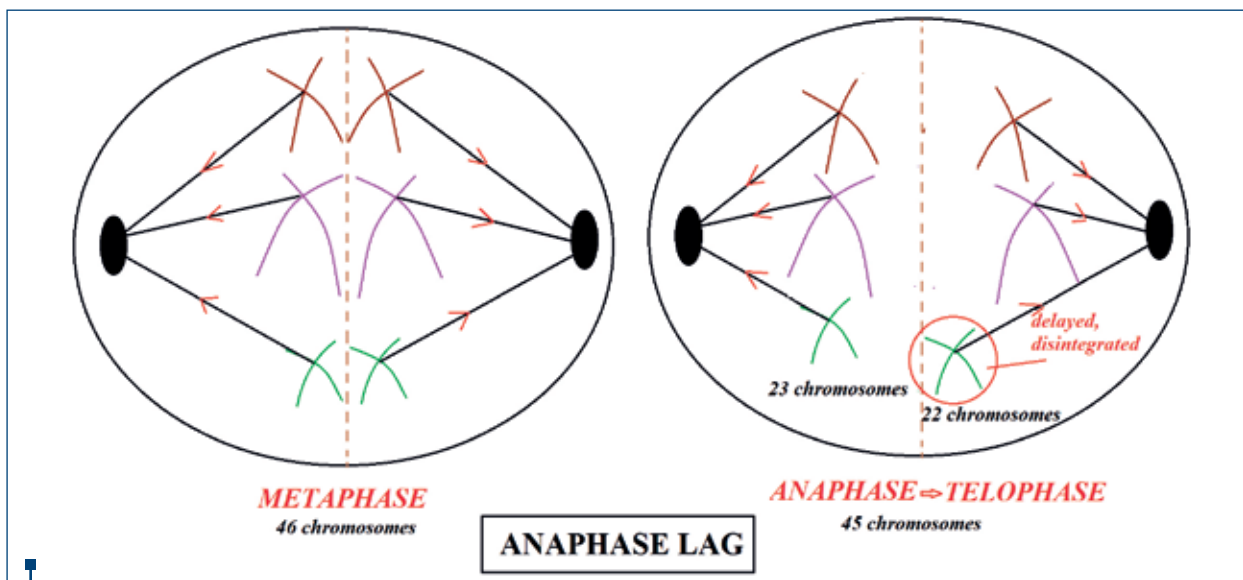 delayed,
disintegrated
23 chromosomes
22 chromosomes
METAPHASE
46 chromosomes
ANAPHASE⇨TELOPHASE
45 chromosomes
ANAPHASE LAG